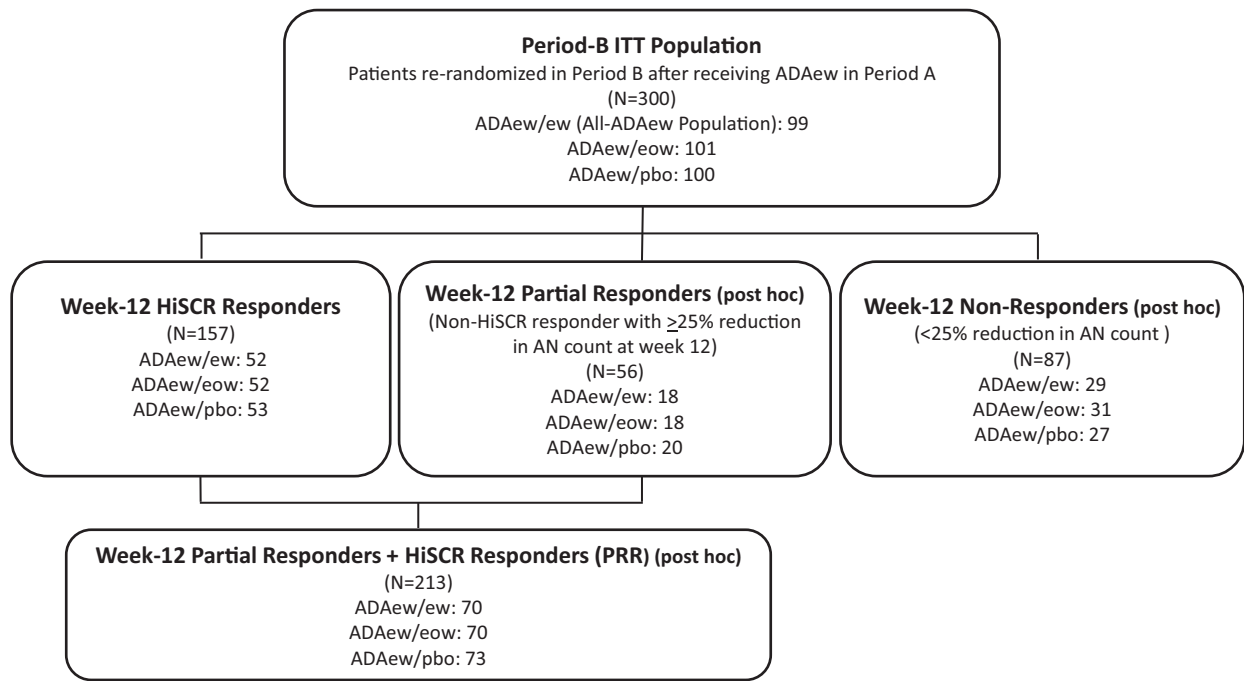 Period-B ITT Population
Patients re-randomized in Period B after receiving ADAew in Period A
(N=300)
ADAew/ew (All-ADAew Population): 99
ADAew/eow: 101
ADAew/pbo: 100
Week-12 HiSCR Responders
(N=157)
ADAew/ew: 52
ADAew/eow: 52
ADAew/pbo: 53
Week-12 Partial Responders (post hoc)
(Non-HiSCR responder with ≥25% reduction
in AN count at week 12)
(N=56)
ADAew/ew: 18
ADAew/eow: 18
ADAew/pbo: 20
Week-12 Non-Responders (post hoc)
(<25% reduction in AN count )
(N=87)
ADAew/ew: 29
ADAew/eow: 31
ADAew/pbo: 27
Week-12 Partial Responders + HiSCR Responders (PRR) (post hoc)
(N=213)
ADAew/ew: 70
ADAew/eow: 70
ADAew/pbo: 73